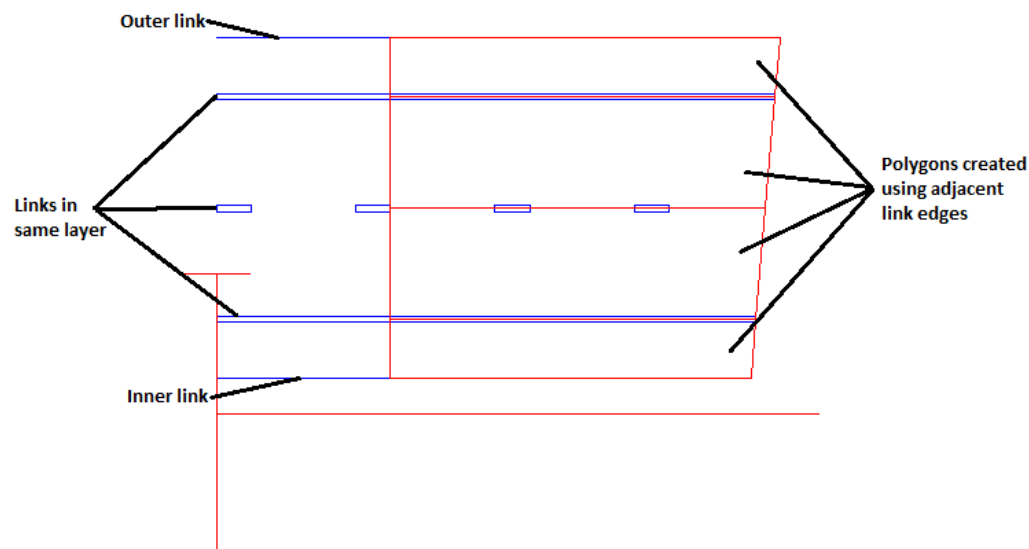 Outer link
Links in
same layer
Polygons created
using adjacent
link edges
Inner link